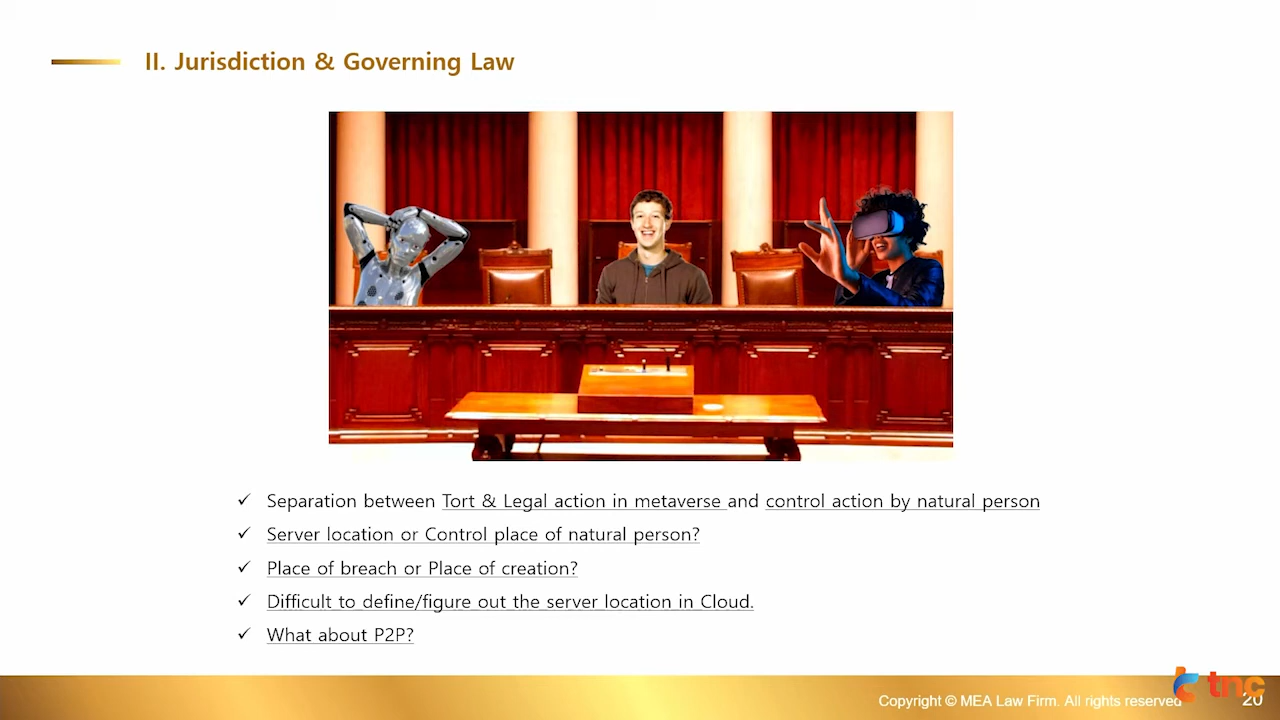 II. Jurisdiction & Governing Law
✓ Separation between Tort & Legal action in metaverse and control action by natural person
✓ Server location or Control place of natural person?
✓ Place of breach or Place of creation?
✓ Difficult to define/figure out the server location in Cloud.
✓ What about P2P?
Copyright © MEA Law Firm. All rights reserved
tnc
20